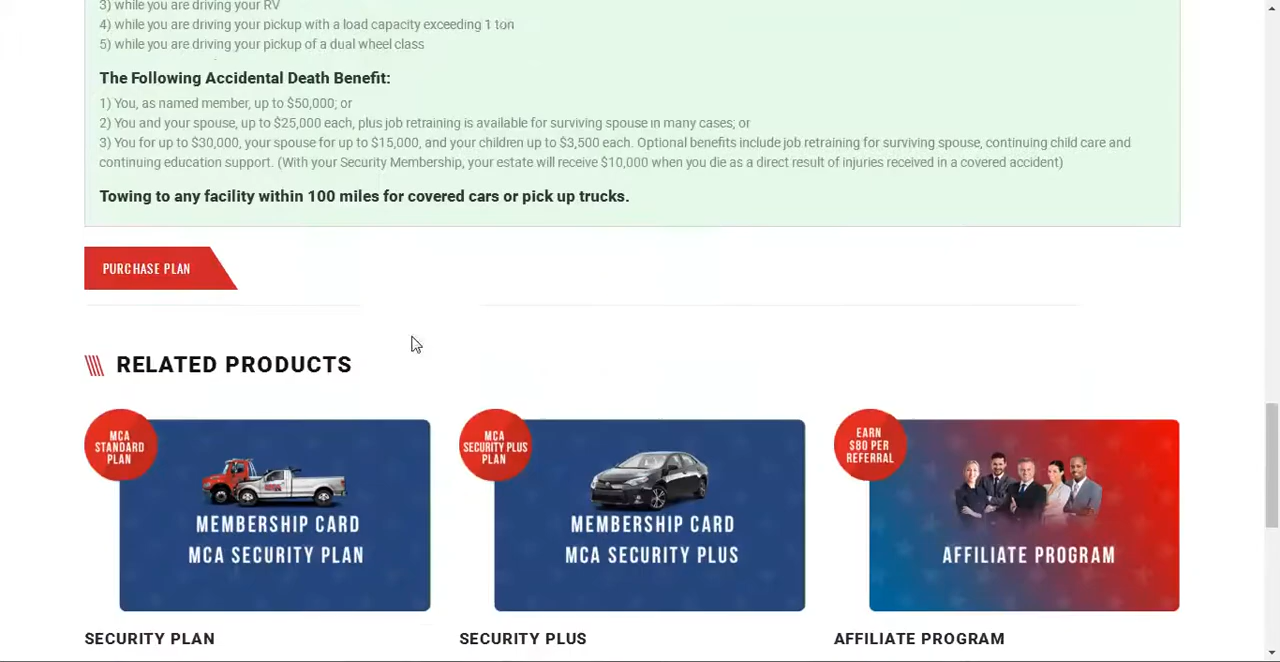 3) while you are driving your RV
4) while you are driving your pickup with a load capacity exceeding 1 ton
5) while you are driving your pickup of a dual wheel class
The Following Accidental Death Benefit:
1) You, as named member, up to $50,000; or
2) You and your spouse, up to $25,000 each, plus job retraining is available for surviving spouse in many cases; or
3) You for up to $30,000, your spouse for up to $15,000, and your children up to $3,500 each. Optional benefits include job retraining for surviving spouse, continuing child care and
continuing education support. (With your Security Membership, your estate will receive $10,000 when you die as a direct result of injuries received in a covered accident)
Towing to any facility within 100 miles for covered cars or pick up trucks.
PURCHASE PLAN
RELATED PRODUCTS
MCA
STANDARD
PLAN
MEMBERSHIP CARD
MCA SECURITY PLAN
SECURITY PLAN
MCA
SECURITY PLUS
PLAN
MEMBERSHIP CARD
MCA SECURITY PLUS
SECURITY PLUS
EARN
$80 PER
REFERRAL
AFFILIATE PROGRAM
AFFILIATE PROGRAM